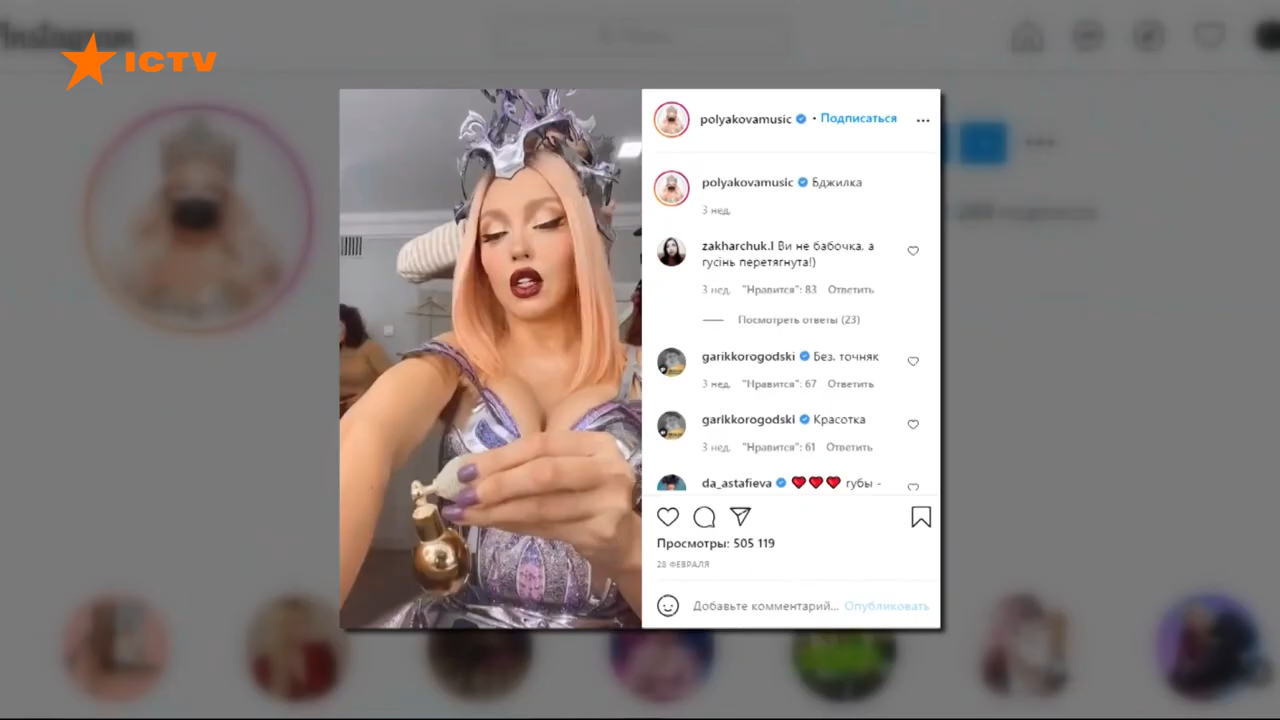 Instagram
ICTV
polyakovamusic • Подписаться
polyakovamusic Бджилка
3 нед.
zakharchuk.l Ви не бабочка, а
гусінь перетягнута!)
3 нед. "Нравится": 83 Ответить
Посмотреть ответы (23)
garikkorogodski Без, точняк
3 нед. "Нравится": 67 Ответить
garikkorogodski Красотка
3 нед. "Нравится": 61 Ответить
da_astafieva ❤❤❤ губы -
Просмотры: 505 119
28 ФЕВРАЛЯ
Добавьте комментарий... Опубликовать